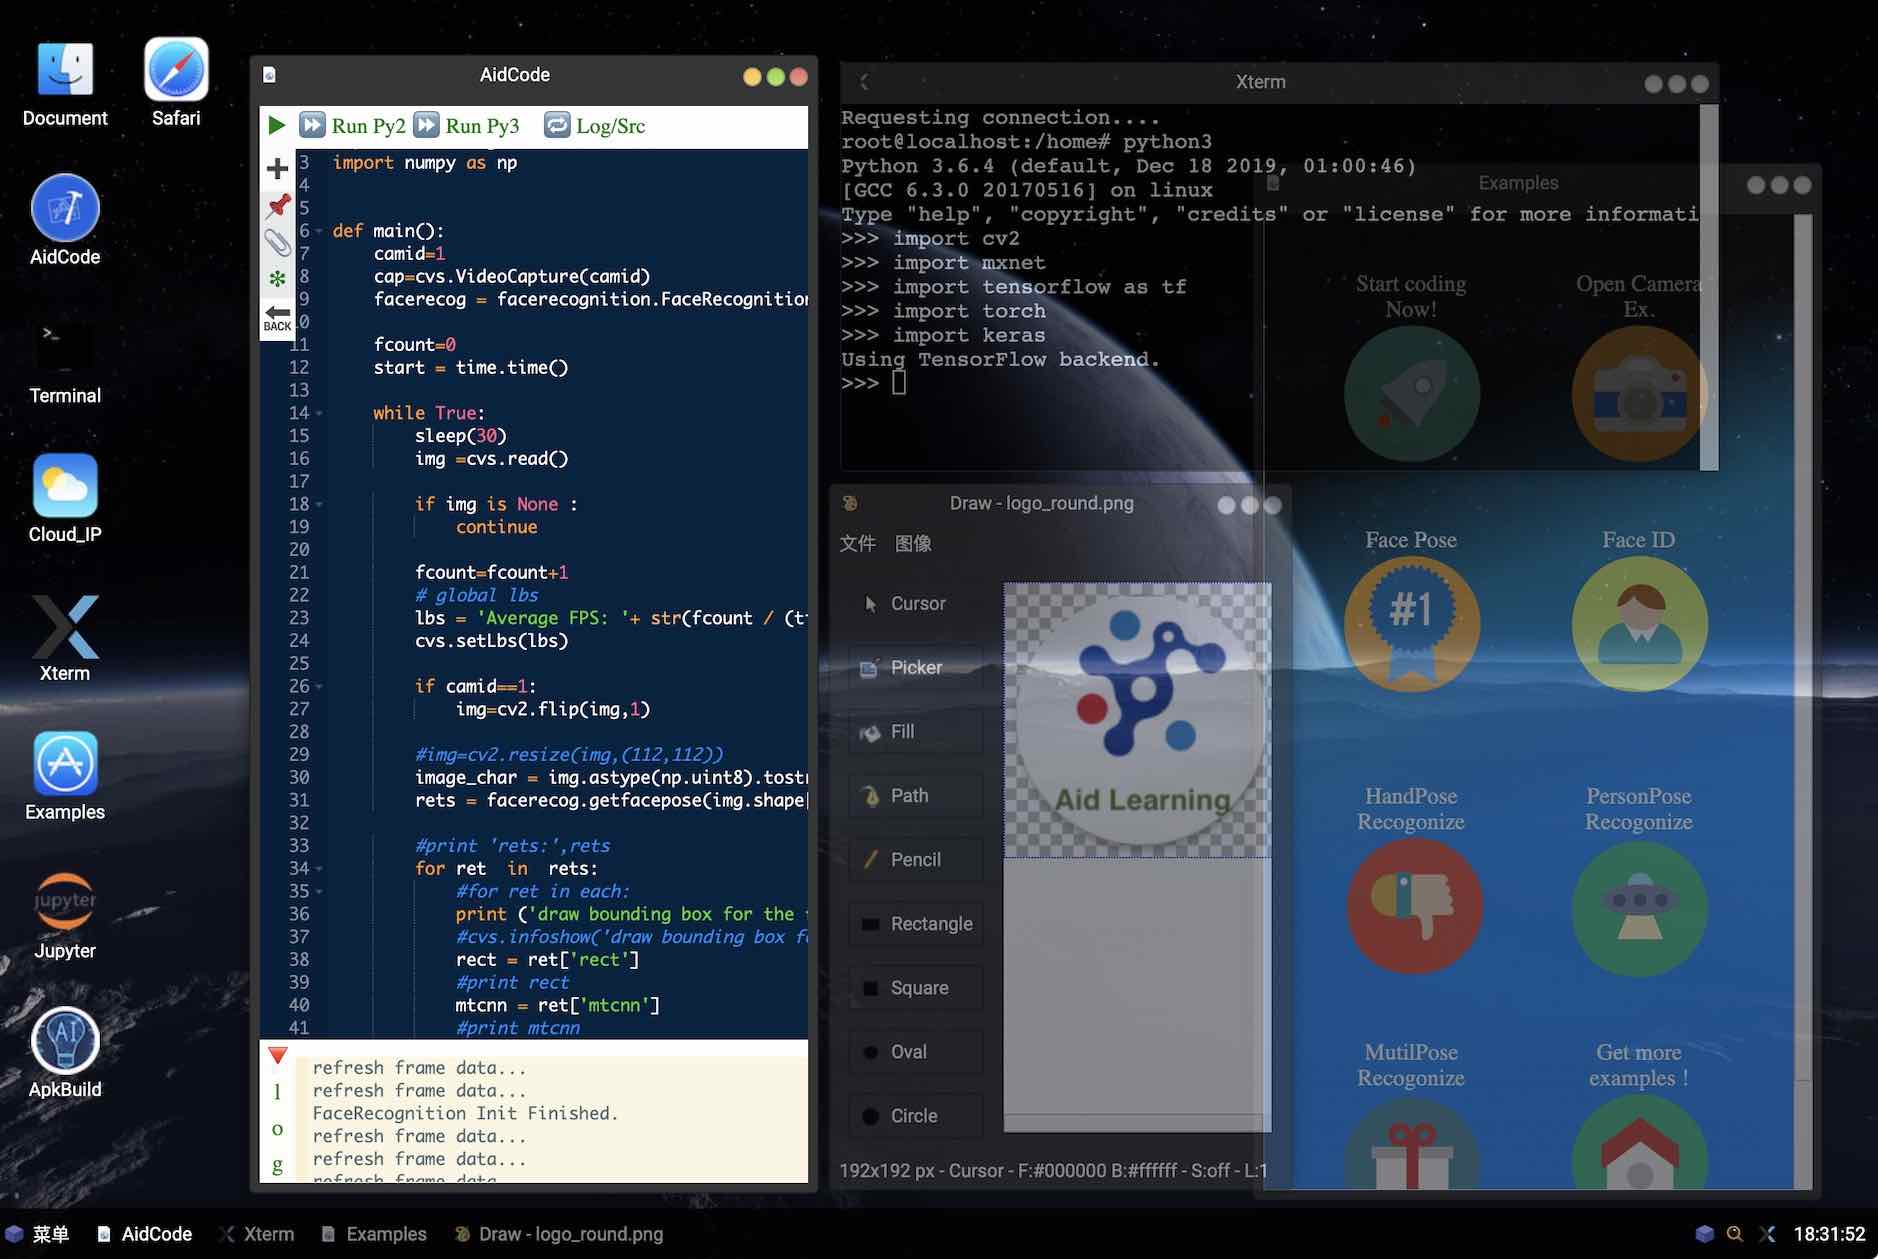 Document
Safari
AidCode
Terminal
Cloud_IP
Xterm
Examples
jupyter
Jupyter
AI
ApkBuild
AidCode
Run Py2
Run Py3
Log/Src
BACK
3 import numpy as np
4
5
6 def main():
7 camid=1
8 cap=cvs.VideoCapture(camid)
9 facerecog = facerecognition.FaceRecognition
10
11 fcount=0
12 start = time.time()
13
14 while True:
15 sleep(30)
16 img =cvs.read()
17
18 if img is None :
19 continue
20
21 fcount=fcount+1
22 # global lbs
23 lbs = 'Average FPS: '+ str(fcount / (t
24 cvs.setLbs(lbs)
25
26 if camid==1:
27 img=cv2.flip(img,1)
28
29 #img=cv2.resize(img,(112,112))
30 image_char = img.astype(np.uint8).tostr
31 rets = facerecog.getfacepose(img.shape[
32
33 #print 'rets:',rets
34 for ret in rets:
35 #for ret in each:
36 print ('draw bounding box for the
37 #cvs.infoshow('draw bounding box fo
38 rect = ret['rect']
39 #print rect
40 mtcnn = ret['mtcnn']
41 #print mtcnn
log
refresh frame data...
refresh frame data...
FaceRecognition Init Finished.
refresh frame data...
refresh frame data...
refresh frame data...
Xterm
Requesting connection....
root@localhost:/home# python3
Python 3.6.4 (default, Dec 18 2019, 01:00:46)
[GCC 6.3.0 20170516] on linux
Type "help", "copyright", "credits" or "license" for more informati
>>> import cv2
>>> import mxnet
>>> import tensorflow as tf
>>> import torch
>>> import keras
Using TensorFlow backend.
>>>
Draw - logo_round.png
文件 图像
Cursor
Picker
Fill
Path
Pencil
Rectangle
Square
Oval
Circle
Aid Learning
192x192 px - Cursor - F:#000000 B:#ffffff - S:off - L:1
Examples
Start coding
Now!
Open Camera
Ex.
Face Pose
#1
Face ID
HandPose
Recogonize
PersonPose
Recogonize
MutilPose
Recogonize
Get more
examples !
菜单
AidCode
Xterm
Examples
Draw - logo_round.png
18:31:52